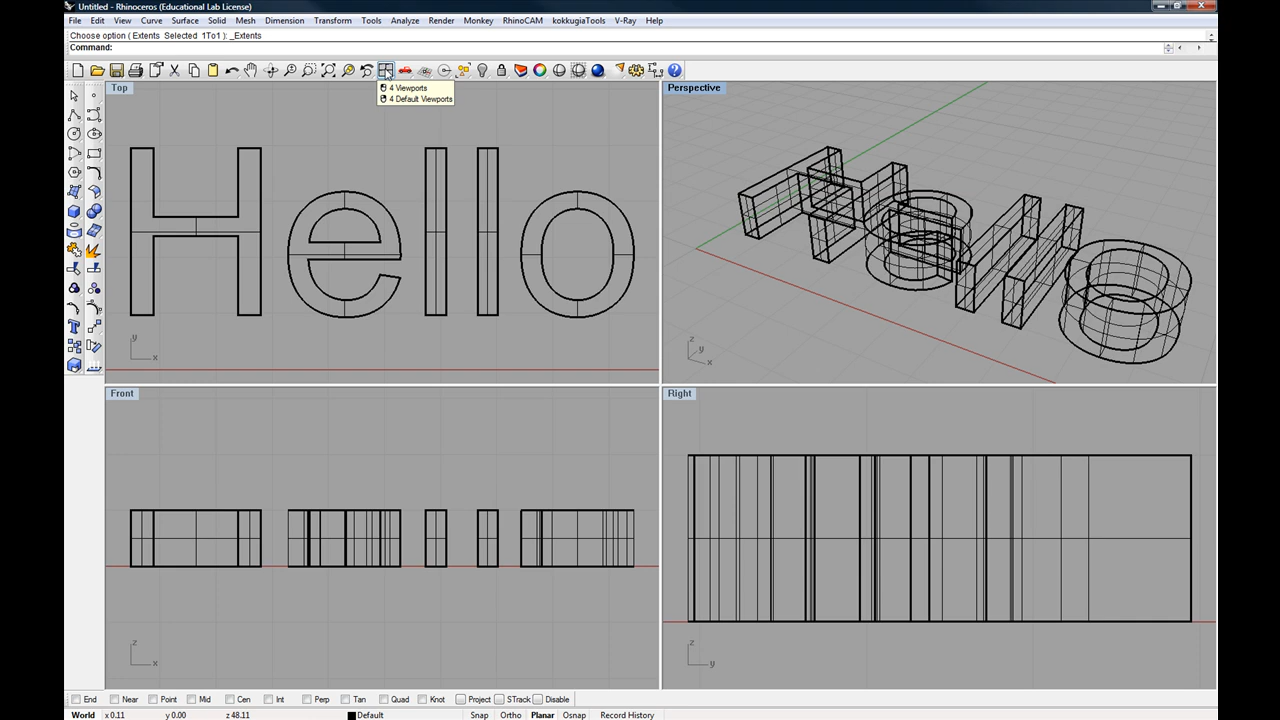 Untitled - Rhinoceros (Educational Lab License)
File Edit View Curve Surface Solid Mesh Dimension Transform Tools Analyze Render Monkey RhinoCAM kokkugiaTools V-Ray Help
Choose option ( Extents Selected 1To1 ): _Extents
Command:
4 Viewports
4 Default Viewports
Top
Perspective
Hello
Hello
y
x
z
y
x
Front
Right
z
x
z
y
End Near Point Mid Cen Int Perp Tan Quad Knot Project STrack Disable
World x 0.11 y 0.00 z 48.11 Default Snap Ortho Planar Osnap Record History